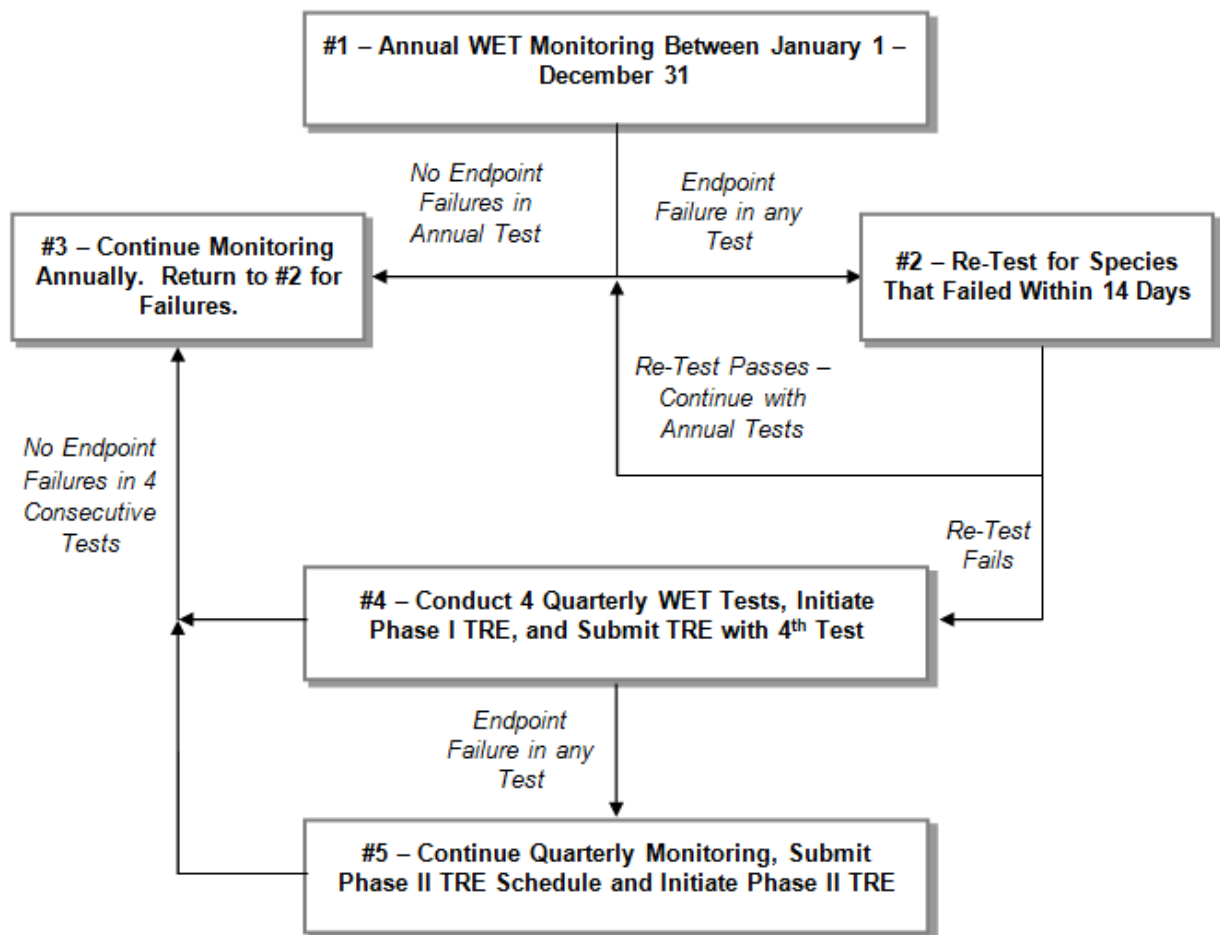 #1 – Annual WET Monitoring Between January 1 –
December 31
No Endpoint
Failures in
Annual Test
Endpoint
Failure in any
Test
#3 – Continue Monitoring
Annually.  Return to #2 for
Failures.
#2 – Re-Test for Species
That Failed Within 14 Days
Re-Test Passes –
Continue with
Annual Tests
No Endpoint
Failures in 4
Consecutive
Tests
Re-Test
Fails
#4 – Conduct 4 Quarterly WET Tests, Initiate
Phase I TRE, and Submit TRE with 4th Test
Endpoint
Failure in any
Test
#5 – Continue Quarterly Monitoring, Submit
Phase II TRE Schedule and Initiate Phase II TRE